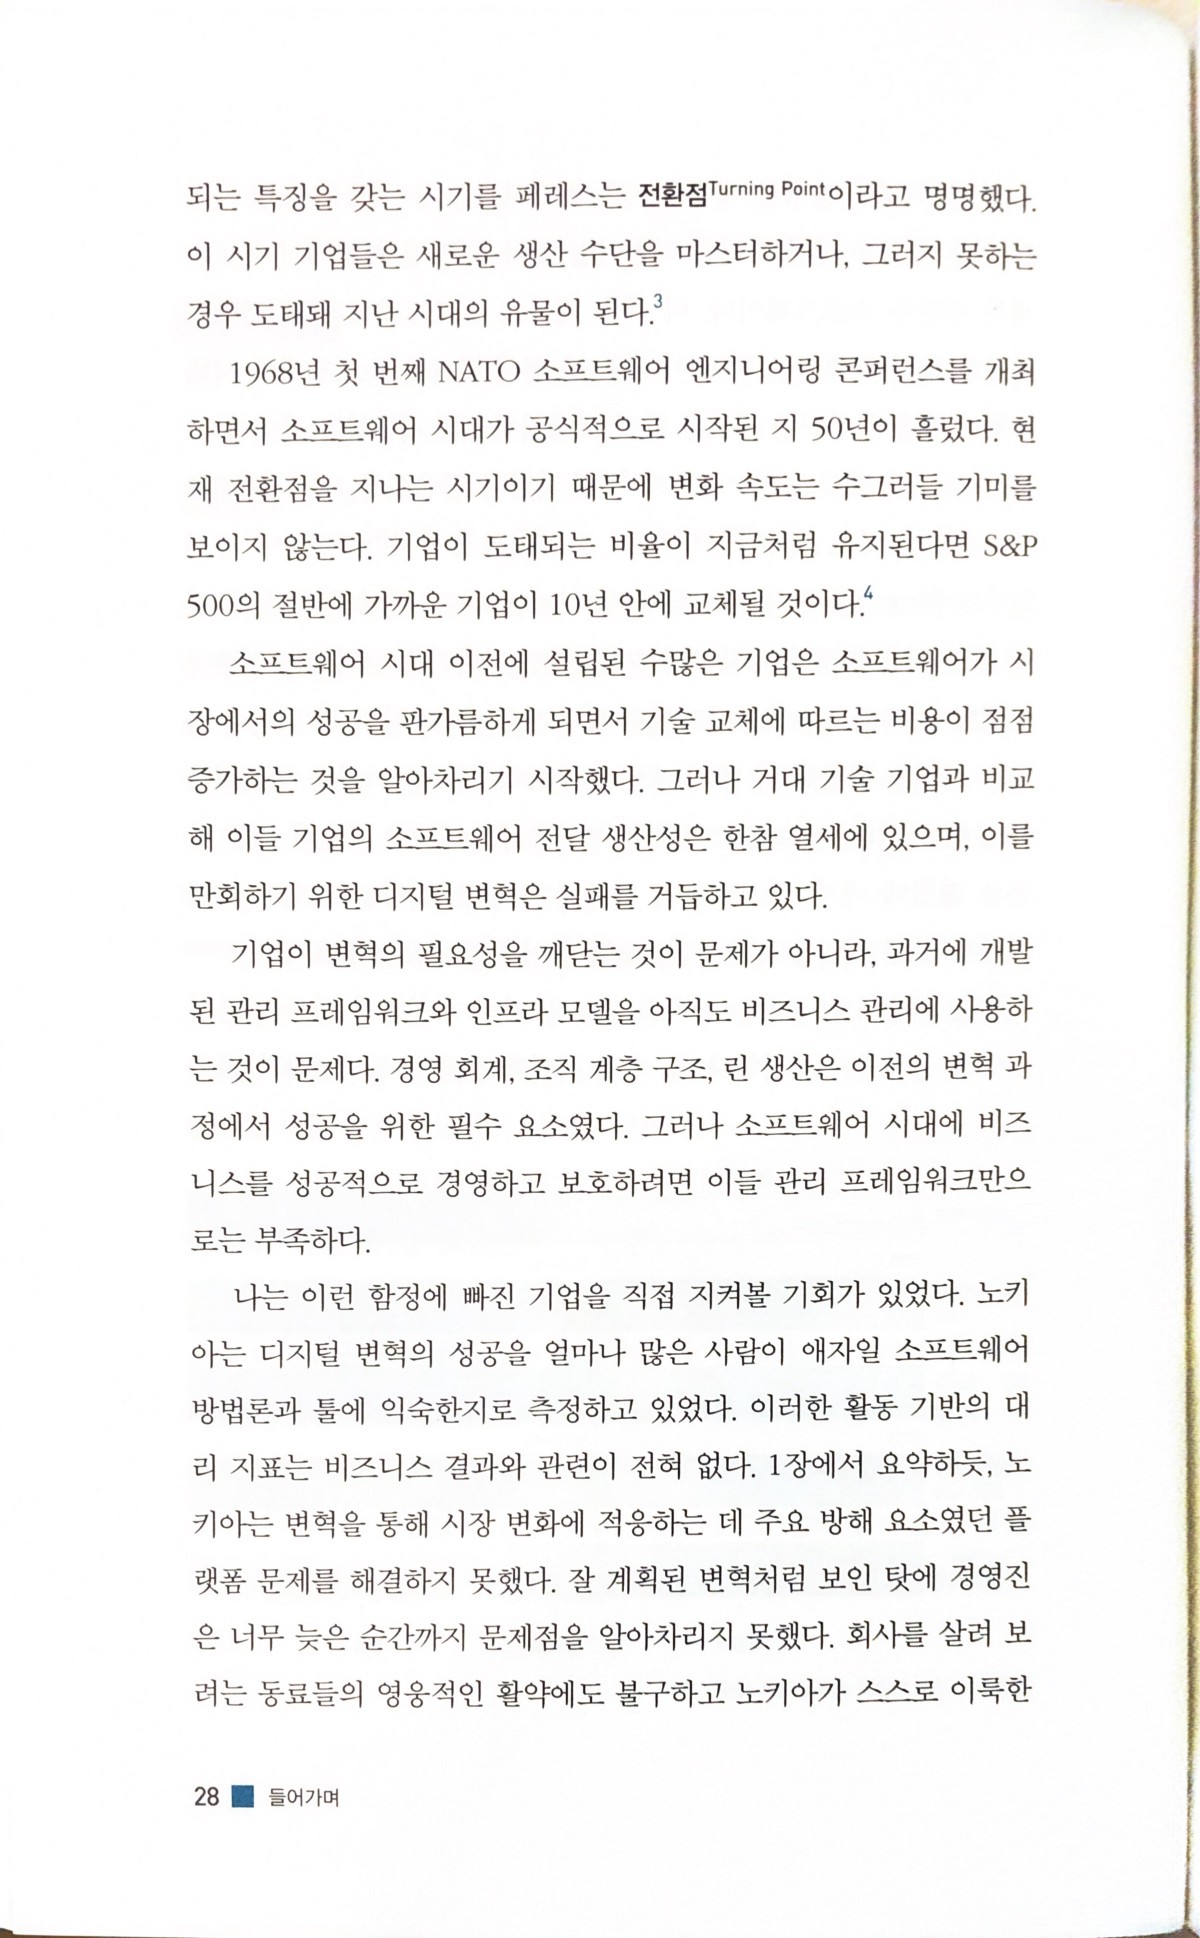 되는 특징을 갖는 시기를 페레스는 전환점Turning Point이라고 명명했다.
이 시기 기업들은 새로운 생산 수단을 마스터하거나, 그러지 못하는
경우 도태돼 지난 시대의 유물이 된다.3
1968년 첫 번째 NATO 소프트웨어 엔지니어링 콘퍼런스를 개최
하면서 소프트웨어 시대가 공식적으로 시작된 지 50년이 흘렀다. 현
재 전환점을 지나는 시기이기 때문에 변화 속도는 수그러들 기미를
보이지 않는다. 기업이 도태되는 비율이 지금처럼 유지된다면 S&P
500의 절반에 가까운 기업이 10년 안에 교체될 것이다.4
소프트웨어 시대 이전에 설립된 수많은 기업은 소프트웨어가 시
장에서의 성공을 판가름하게 되면서 기술 교체에 따르는 비용이 점점
증가하는 것을 알아차리기 시작했다. 그러나 거대 기술 기업과 비교
해 이들 기업의 소프트웨어 전달 생산성은 한참 열세에 있으며, 이를
만회하기 위한 디지털 변혁은 실패를 거듭하고 있다.
기업이 변혁의 필요성을 깨닫는 것이 문제가 아니라, 과거에 개발
된 관리 프레임워크와 인프라 모델을 아직도 비즈니스 관리에 사용하
는 것이 문제다. 경영 회계, 조직 계층 구조, 린 생산은 이전의 변혁 과
정에서 성공을 위한 필수 요소였다. 그러나 소프트웨어 시대에 비즈
니스를 성공적으로 경영하고 보호하려면 이들 관리 프레임워크만으
로는 부족하다.
나는 이런 함정에 빠진 기업을 직접 지켜볼 기회가 있었다. 노키
아는 디지털 변혁의 성공을 얼마나 많은 사람이 애자일 소프트웨어
방법론과 툴에 익숙한지로 측정하고 있었다. 이러한 활동 기반의 대
리 지표는 비즈니스 결과와 관련이 전혀 없다. 1장에서 요약하듯, 노
키아는 변혁을 통해 시장 변화에 적응하는 데 주요 방해 요소였던 플
랫폼 문제를 해결하지 못했다. 잘 계획된 변혁처럼 보인 탓에 경영진
은 너무 늦은 순간까지 문제점을 알아차리지 못했다. 회사를 살려 보
려는 동료들의 영웅적인 활약에도 불구하고 노키아가 스스로 이룩한
28 들어가며